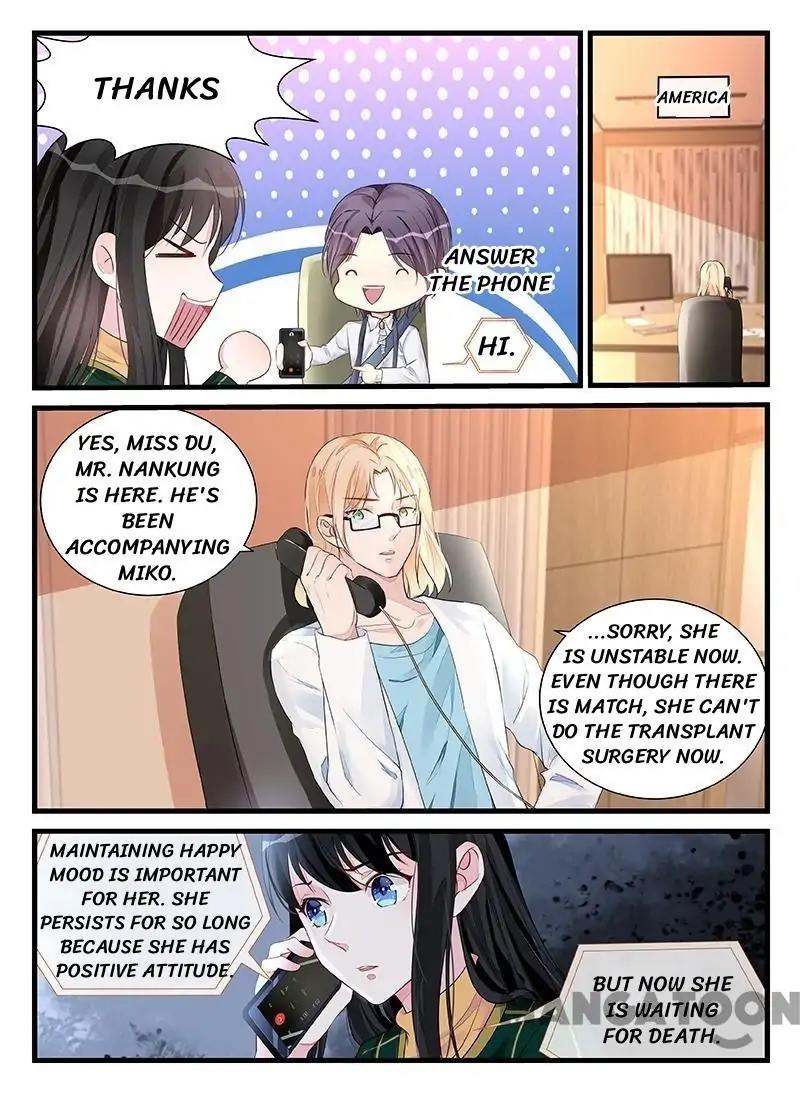 THANKS
ANSWER
THE PHONE
HI.
AMERICA
YES, MISS DU,
MR. NANKUNG
IS HERE. HE'S
BEEN
ACCOMPANYING
MIKO.
...SORRY, SHE
IS UNSTABLE NOW.
EVEN THOUGH THERE
IS MATCH, SHE CAN'T
DO THE TRANSPLANT
SURGERY NOW.
MAINTAINING HAPPY
MOOD IS IMPORTANT
FOR HER. SHE
PERSISTS FOR SO LONG
BECAUSE SHE HAS
POSITIVE ATTITUDE.
BUT NOW SHE
IS WAITING
FOR DEATH.
MANGATOON